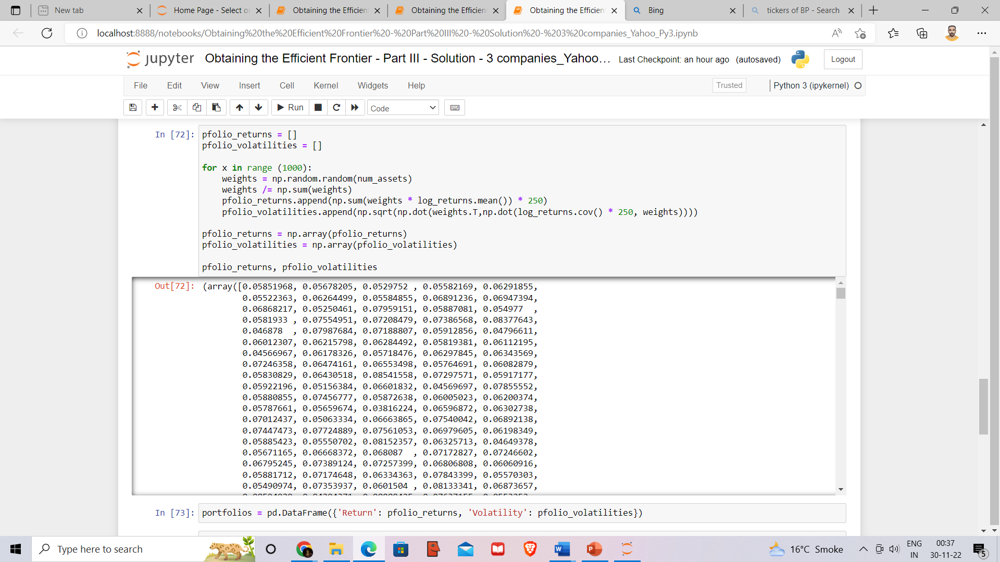 New tab
Home Page - Select or
Obtaining the Efficien
Obtaining the Efficien
Obtaining the Efficien
Bing
tickers of BP - Search
localhost:8888/notebooks/Obtaining%20the%20Efficient%20Frontier%20-%20Part%20III%20-%20Solution%20-%203%20companies_Yahoo_Py3.ipynb
jupyter Obtaining the Efficient Frontier - Part III - Solution - 3 companies_Yahoo... Last Checkpoint: an hour ago (autosaved) Logout
File Edit View Insert Cell Kernel Widgets Help Trusted Python 3 (ipykernel)
Run Code
In [72]: pfolio_returns = []
pfolio_volatilities = []
for x in range (1000):
    weights = np.random.random(num_assets)
    weights /= np.sum(weights)
    pfolio_returns.append(np.sum(weights * log_returns.mean()) * 250)
    pfolio_volatilities.append(np.sqrt(np.dot(weights.T,np.dot(log_returns.cov() * 250, weights))))
pfolio_returns = np.array(pfolio_returns)
pfolio_volatilities = np.array(pfolio_volatilities)
pfolio_returns, pfolio_volatilities
Out[72]: (array([0.05851968, 0.05678205, 0.0529752 , 0.05582169, 0.06291855,
0.05522363, 0.06264499, 0.05584855, 0.06891236, 0.06947394,
0.06868217, 0.05250461, 0.07959151, 0.05887081, 0.054977  ,
0.0581933 , 0.07554951, 0.07208479, 0.07386568, 0.08377643,
0.046878  , 0.07987684, 0.07188807, 0.05912856, 0.04796611,
0.06012307, 0.06215798, 0.06284492, 0.05819381, 0.06112195,
0.04566967, 0.06178326, 0.05718476, 0.06297845, 0.06343569,
0.07246358, 0.06474161, 0.06553498, 0.05764691, 0.06082879,
0.05830829, 0.06430518, 0.08541558, 0.07297571, 0.05917177,
0.05922196, 0.05156384, 0.06601832, 0.04569697, 0.07855552,
0.05880855, 0.07456777, 0.05872638, 0.06005023, 0.06200374,
0.05787661, 0.05659674, 0.03816224, 0.06596872, 0.06302738,
0.07012437, 0.05063334, 0.06663865, 0.07540042, 0.06892138,
0.07447473, 0.07724889, 0.07561053, 0.06979605, 0.06198349,
0.05885423, 0.05550702, 0.08152357, 0.06325713, 0.04649378,
0.05671165, 0.06668372, 0.068087  , 0.07172827, 0.07246602,
0.06795245, 0.07389124, 0.07257399, 0.06806808, 0.06060916,
0.05881712, 0.07174648, 0.06334363, 0.07843399, 0.05570303,
0.05490974, 0.07353937, 0.0601504 , 0.08133341, 0.06873657,
In [73]: portfolios = pd.DataFrame({'Return': pfolio_returns, 'Volatility': pfolio_volatilities})
Type here to search
16°C Smoke
ENG
IN
00:37
30-11-22
5